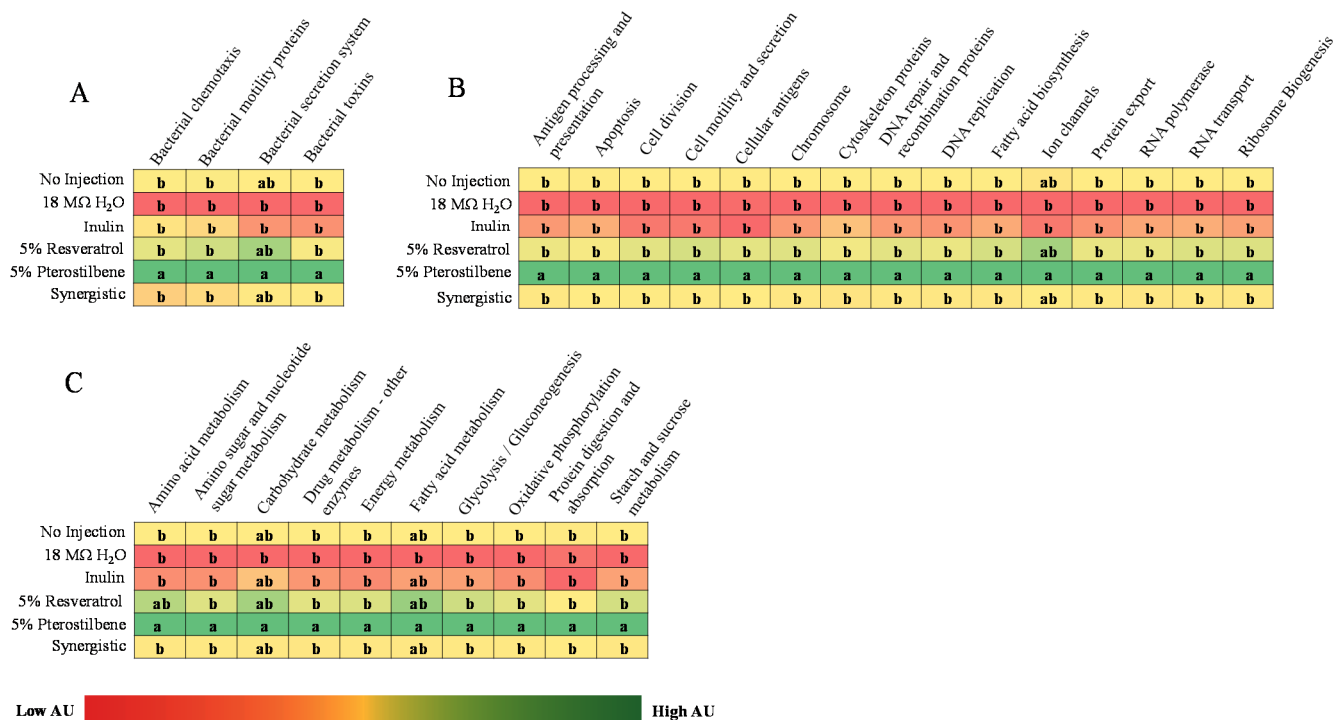 A
Bacterial chemotaxis
Bacterial motility proteins
Bacterial secretion system
Bacterial toxins
No Injection b b ab b
18 MΩ H₂O b b b b
Inulin b b b b
5% Resveratrol b b ab b
5% Pterostilbene a a a a
Synergistic b b ab b
B
Antigen processing and
presentation
Apoptosis
Cell division
Cell motility and secretion
Cellular antigens
Chromosome
Cytoskeleton proteins
DNA repair and
recombination proteins
DNA replication
Fatty acid biosynthesis
Ion channels
Protein export
RNA polymerase
RNA transport
Ribosome Biogenesis
No Injection b b b b b b b b b b ab b b b b
18 MΩ H₂O b b b b b b b b b b b b b b b
Inulin b b b b b b b b b b b b b b b
5% Resveratrol b b b b b b b b b b ab b b b b
5% Pterostilbene a a a a a a a a a a a a a a a
Synergistic b b b b b b b b b b ab b b b b
C
Amino acid metabolism
Amino sugar and nucleotide
sugar metabolism
Carbohydrate metabolism
Drug metabolism - other
enzymes
Energy metabolism
Fatty acid metabolism
Glycolysis / Gluconeogenesis
Oxidative phosphorylation
Protein digestion and
absorption
Starch and sucrose
metabolism
No Injection b b ab b b ab b b b b
18 MΩ H₂O b b b b b b b b b b
Inulin b b ab b b ab b b b b
5% Resveratrol ab b ab b b ab b b b b
5% Pterostilbene a a a a a a a a a a
Synergistic b b ab b b ab b b b b
Low AU High AU